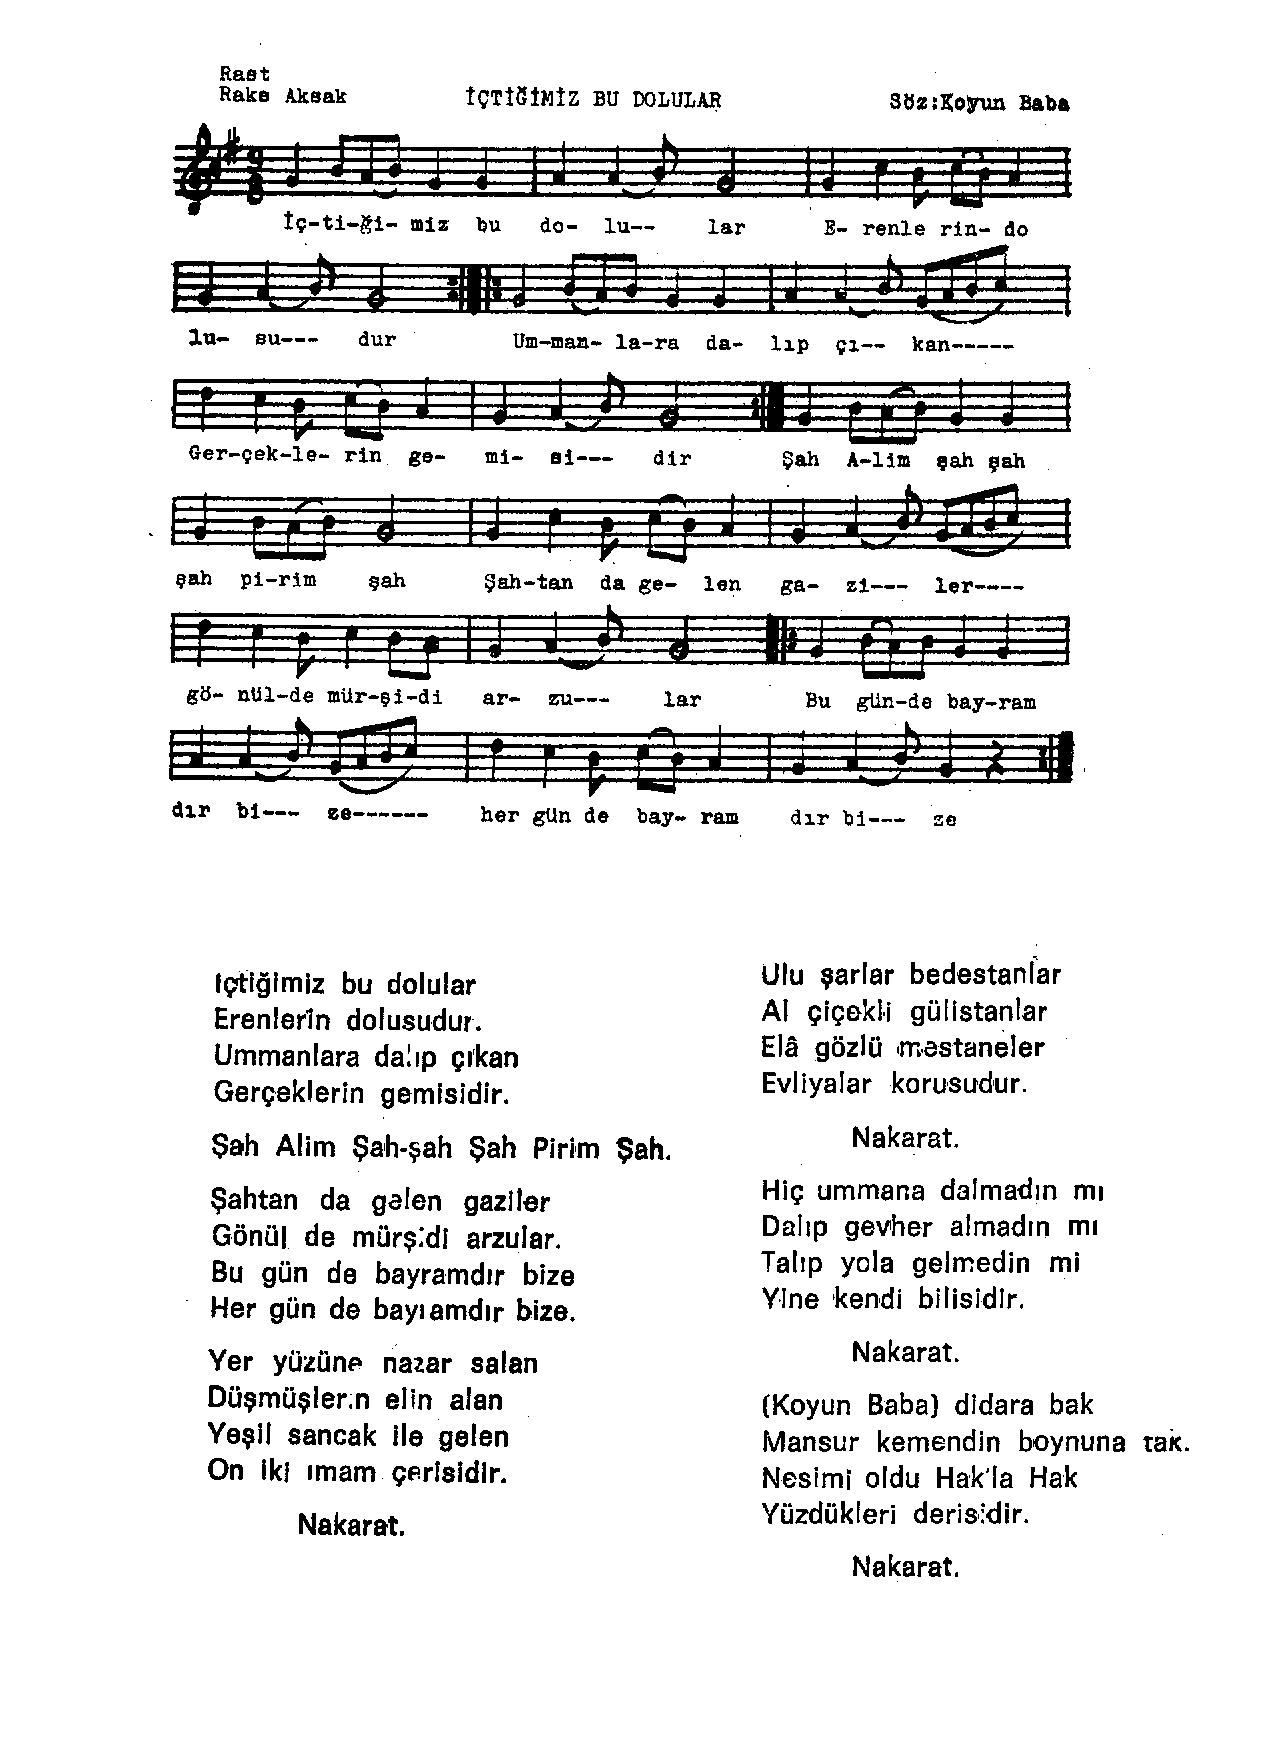 Rast
Raks Aksak
İÇTİĞİMİZ BU DOLULAR
Söz:Koyun Baba
İç-ti-ği- miz bu do- lu-- lar E- renle rin- do
lu- su--- dur Um-man- la-ra da- lıp çı-- kan-----
Ger-çek-le- rin ge- mi- si--- dir Şah A-lim şah şah
şah pi-rim şah Şah-tan da ge- len ga- zi--- ler----
gö- nül-de mür-şi-di ar- zu--- lar Bu gün-de bay-ram
dır bi--- ze------ her gün de bay- ram dır bi--- ze
İçtiğimiz bu dolular
Erenlerin dolusudur.
Ummanlara dalıp çıkan
Gerçeklerin gemisidir.
Şah Alim Şah-şah Şah Pirim Şah.
Şahtan da gelen gaziler
Gönül de mürşidi arzular.
Bu gün de bayramdır bize
Her gün de bayramdır bize.
Yer yüzüne nazar salan
Düşmüşlerin elin alan
Yeşil sancak ile gelen
On iki imam çerisidir.
Nakarat.
Ulu şarlar bedestanlar
Al çiçekli gülistanlar
Elâ gözlü mestaneler
Evliyalar korusudur.
Nakarat.
Hiç ummana dalmadın mı
Dalıp gevher almadın mı
Talıp yola gelmedin mi
Yine kendi bilisidir.
Nakarat.
(Koyun Baba) didara bak
Mansur kemendin boynuna tak.
Nesimi oldu Hak'la Hak
Yüzdükleri derisidir.
Nakarat.